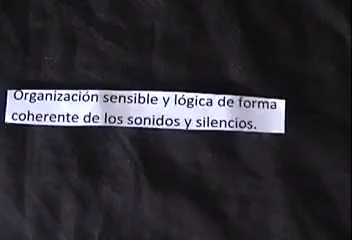 Organización sensible y lógica de forma
coherente de los sonidos y silencios.